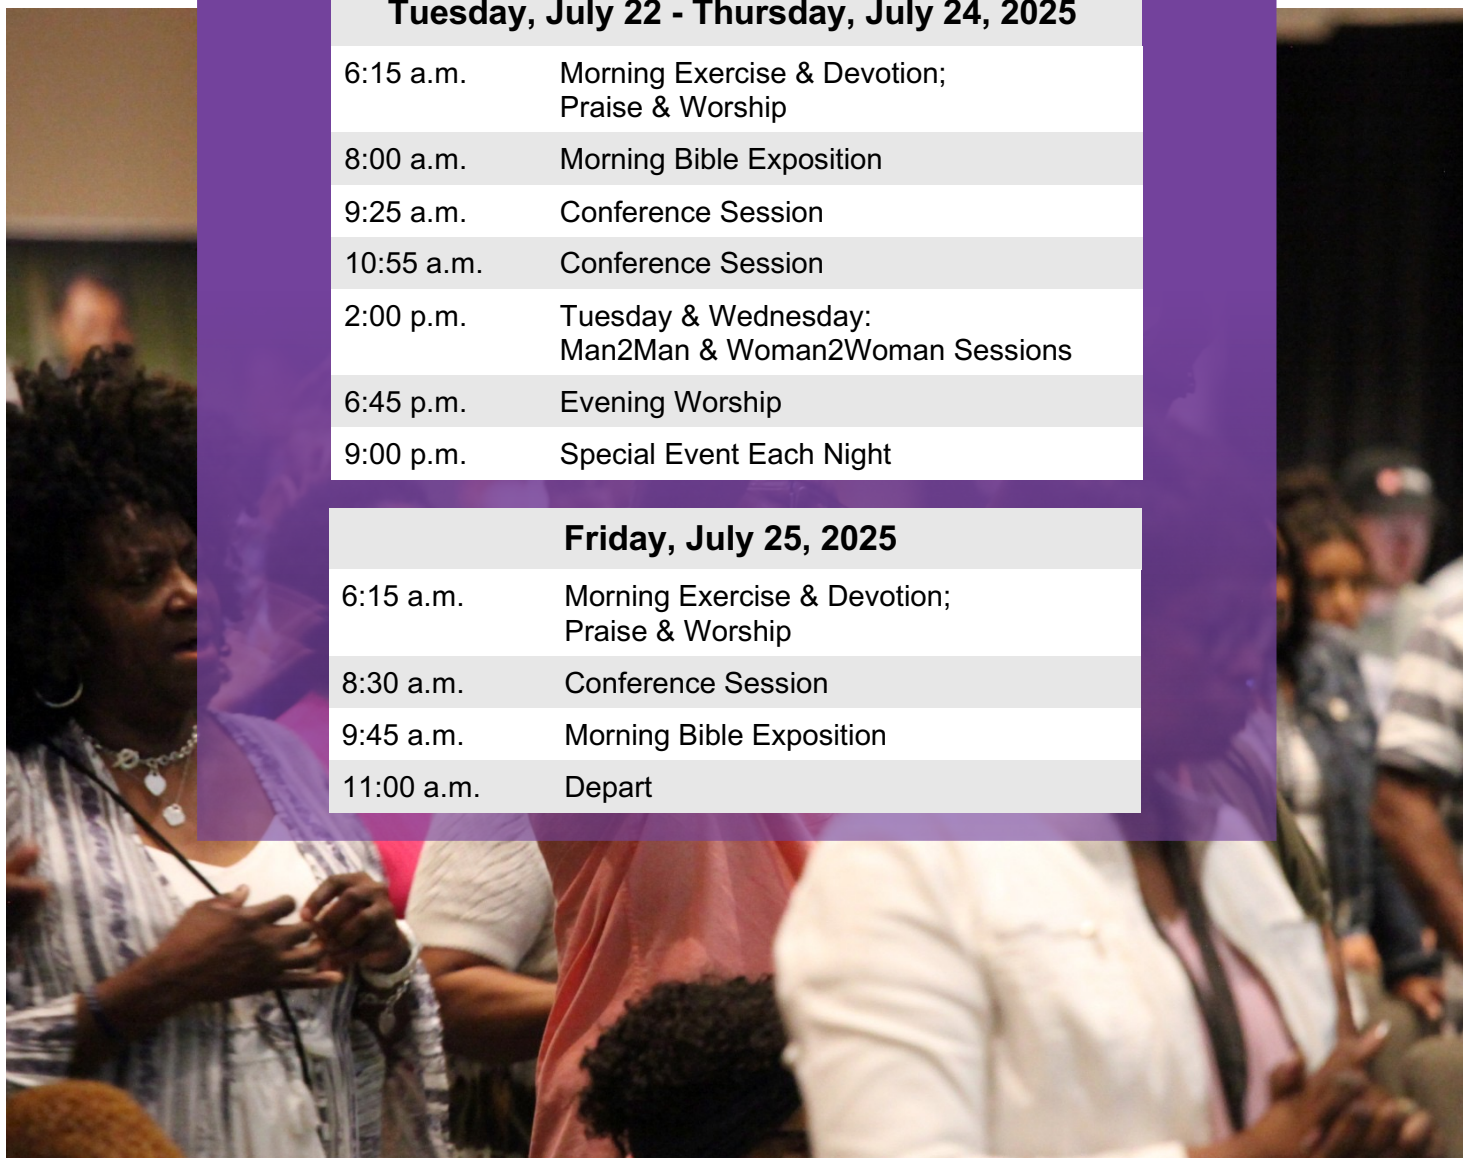 Tuesday, July 22 - Thursday, July 24, 2025
6:15 a.m. Morning Exercise & Devotion;
Praise & Worship
8:00 a.m. Morning Bible Exposition
9:25 a.m. Conference Session
10:55 a.m. Conference Session
2:00 p.m. Tuesday & Wednesday:
Man2Man & Woman2Woman Sessions
6:45 p.m. Evening Worship
9:00 p.m. Special Event Each Night
Friday, July 25, 2025
6:15 a.m. Morning Exercise & Devotion;
Praise & Worship
8:30 a.m. Conference Session
9:45 a.m. Morning Bible Exposition
11:00 a.m. Depart